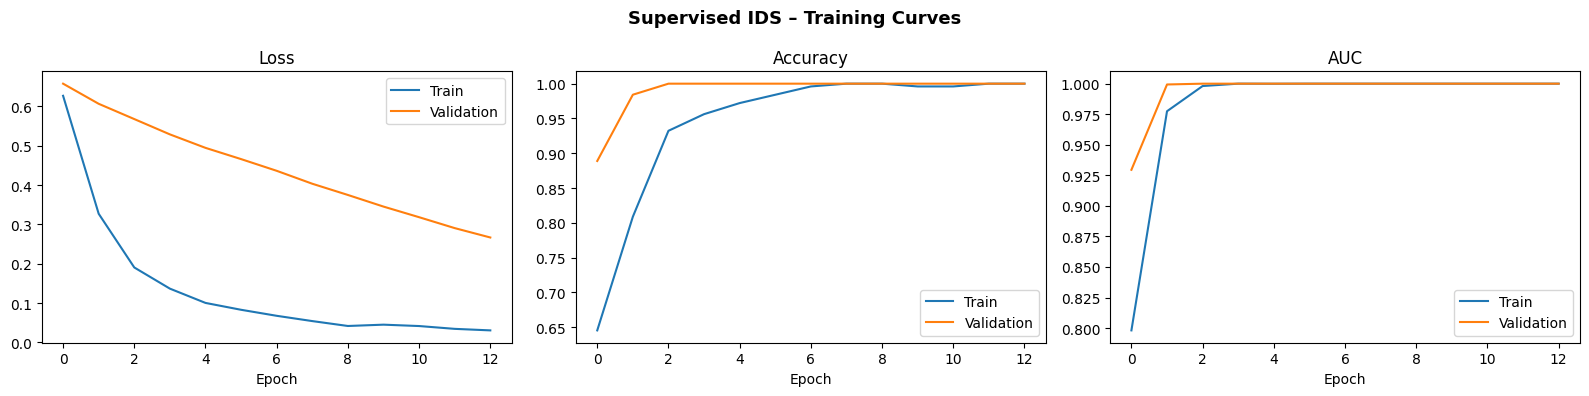 Supervised IDS – Training Curves
Loss
Train
Validation
0.6
0.5
0.4
0.3
0.2
0.1
0.0
0 2 4 6 8 10 12
Epoch
Accuracy
1.00
0.95
0.90
0.85
0.80
0.75
0.70
0.65
Train
Validation
0 2 4 6 8 10 12
Epoch
AUC
1.000
0.975
0.950
0.925
0.900
0.875
0.850
0.825
0.800
Train
Validation
0 2 4 6 8 10 12
Epoch